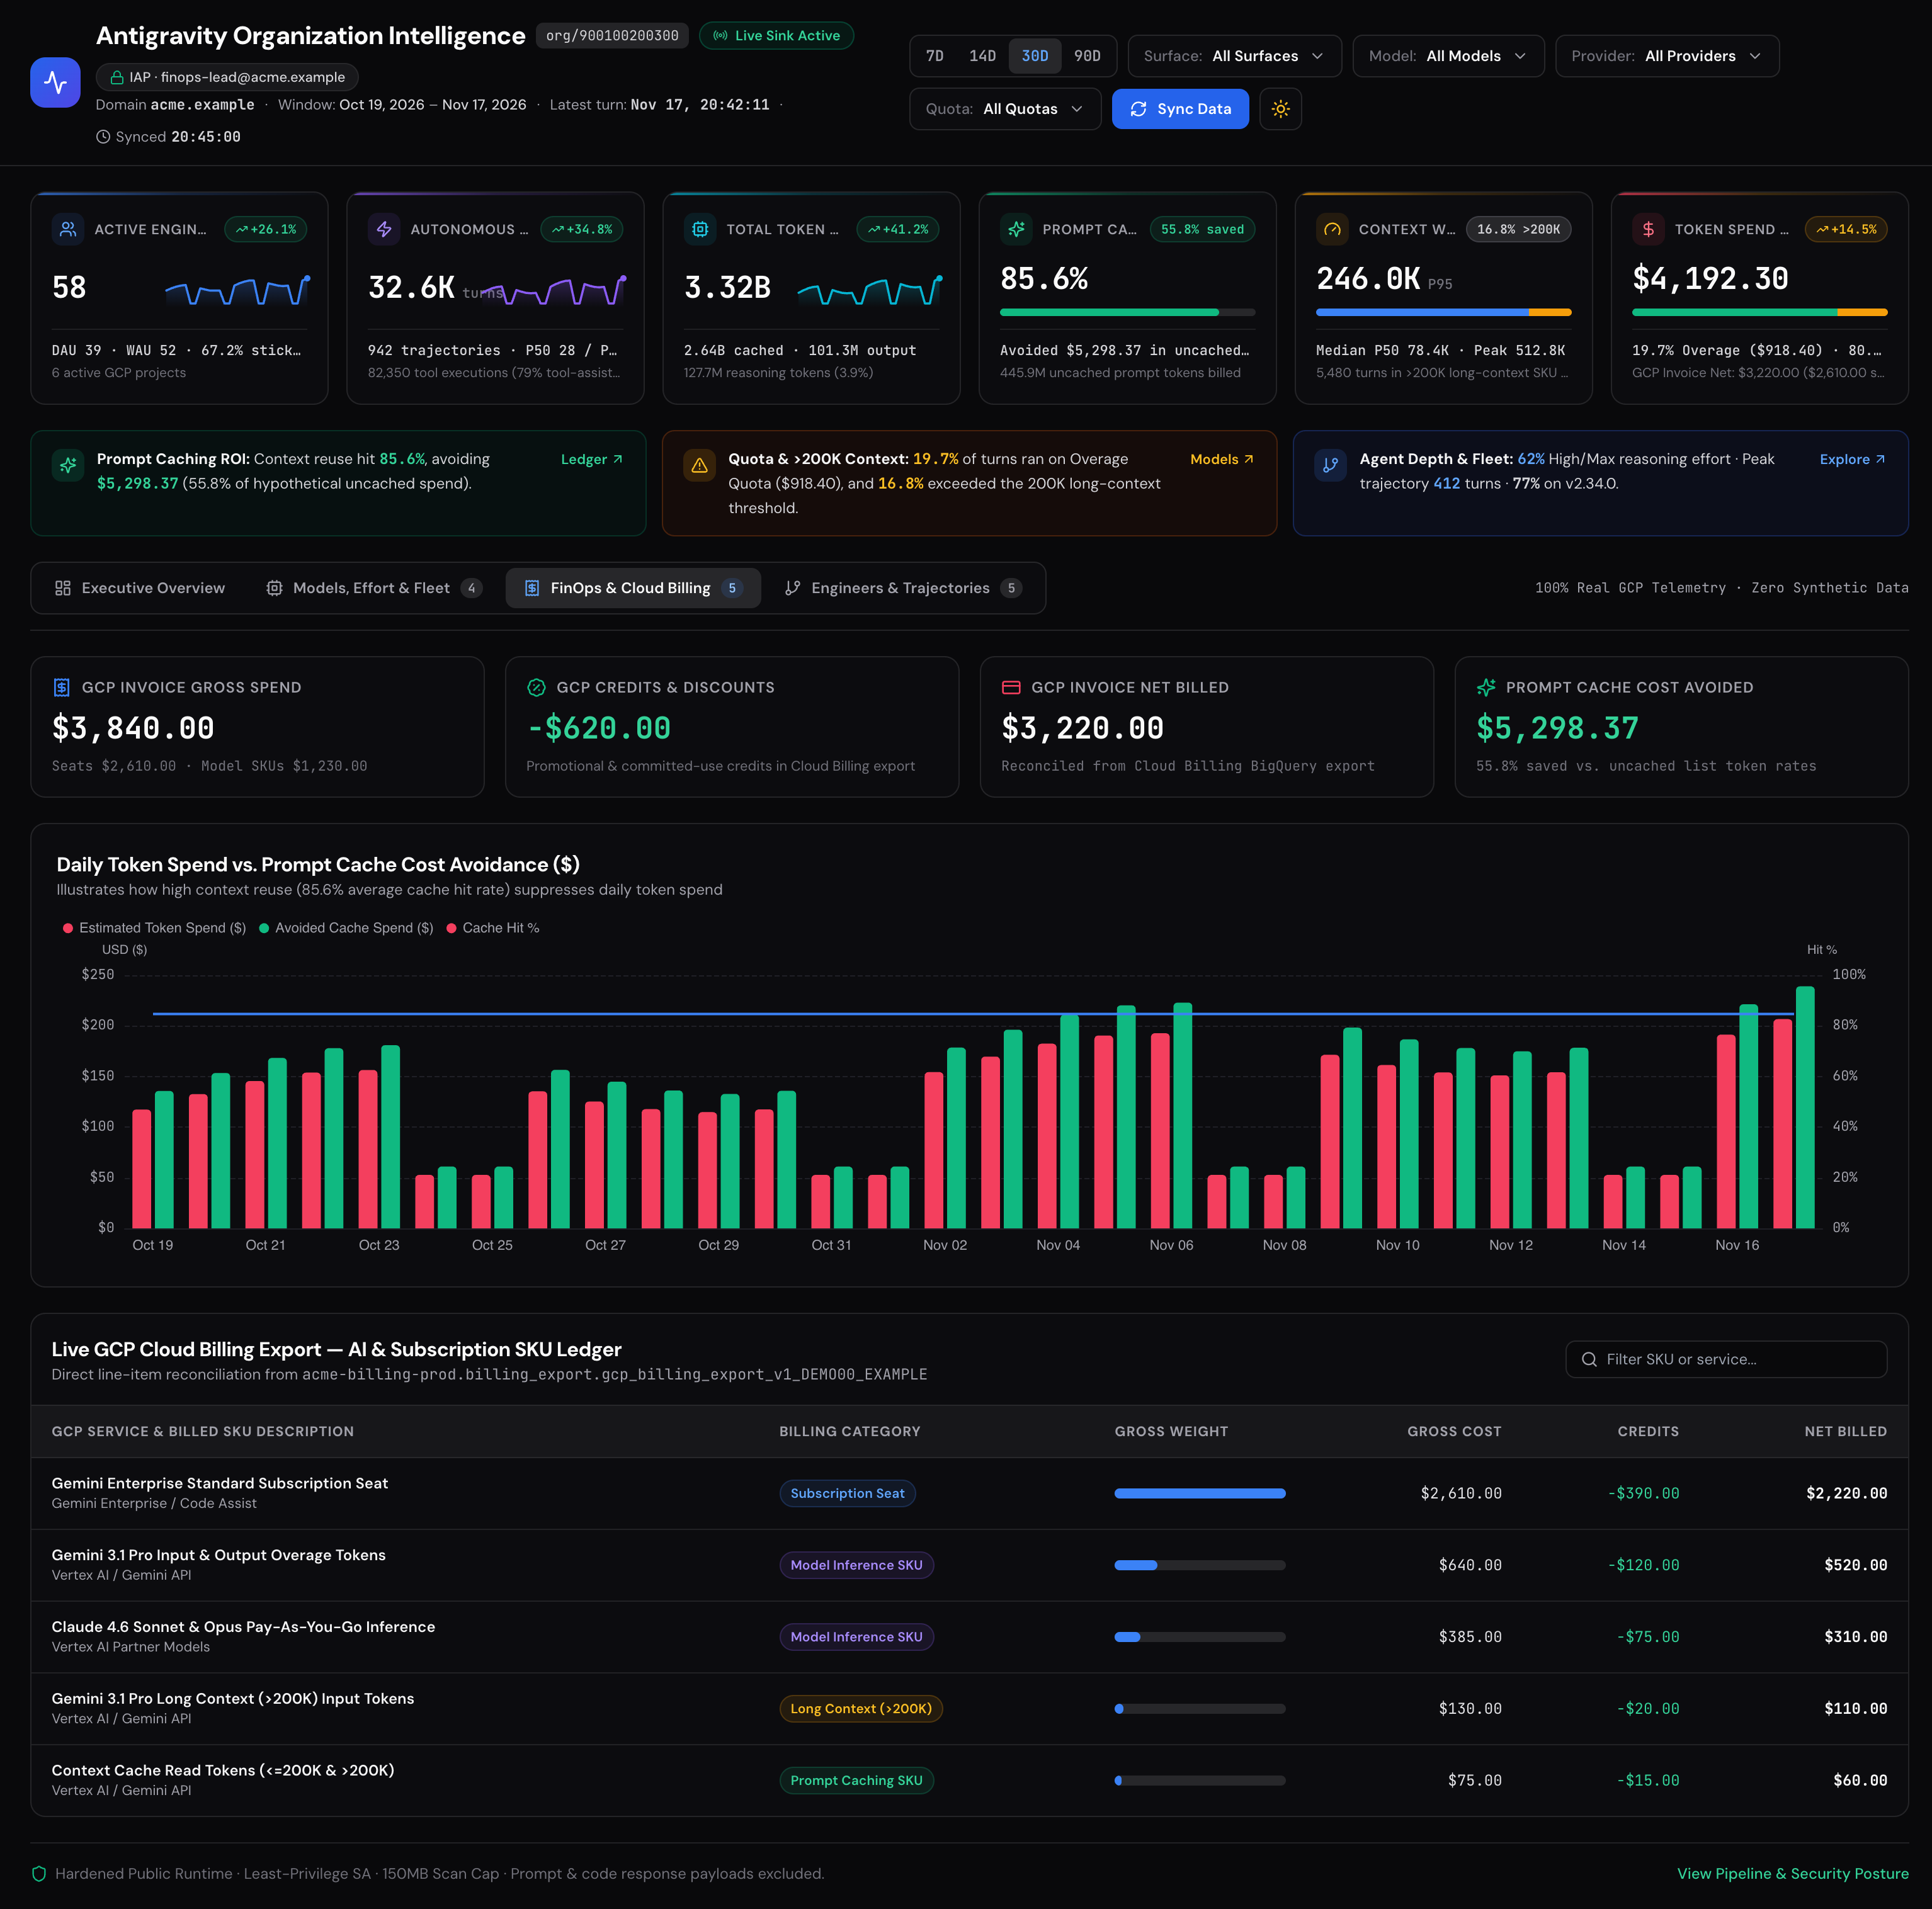 Antigravity Organization Intelligence org/900100200300 Live Sink Active
IAP · finops-lead@acme.example
Domain acme.example · Window: Oct 19, 2026 – Nov 17, 2026 · Latest turn: Nov 17, 20:42:11 ·
Synced 20:45:00
7D 14D 30D 90D Surface: All Surfaces Model: All Models Provider: All Providers
Quota: All Quotas Sync Data
ACTIVE ENGIN… +26.1%
58
DAU 39 · WAU 52 · 67.2% stick…
6 active GCP projects
AUTONOMOUS … +34.8%
32.6K turns
942 trajectories · P50 28 / P…
82,350 tool executions (79% tool-assist…
TOTAL TOKEN … +41.2%
3.32B
2.64B cached · 101.3M output
127.7M reasoning tokens (3.9%)
PROMPT CA… 55.8% saved
85.6%
Avoided $5,298.37 in uncached…
445.9M uncached prompt tokens billed
CONTEXT W… 16.8% >200K
246.0K P95
Median P50 78.4K · Peak 512.8K
5,480 turns in >200K long-context SKU …
TOKEN SPEND … +14.5%
$4,192.30
19.7% Overage ($918.40) · 80.…
GCP Invoice Net: $3,220.00 ($2,610.00 s…
Prompt Caching ROI: Context reuse hit 85.6%, avoiding
$5,298.37 (55.8% of hypothetical uncached spend).
Ledger
Quota & >200K Context: 19.7% of turns ran on Overage
Quota ($918.40), and 16.8% exceeded the 200K long-context
threshold.
Models
Agent Depth & Fleet: 62% High/Max reasoning effort · Peak
trajectory 412 turns · 77% on v2.34.0.
Explore
Executive Overview Models, Effort & Fleet 4 FinOps & Cloud Billing 5 Engineers & Trajectories 5
100% Real GCP Telemetry · Zero Synthetic Data
GCP INVOICE GROSS SPEND
$3,840.00
Seats $2,610.00 · Model SKUs $1,230.00
GCP CREDITS & DISCOUNTS
-$620.00
Promotional & committed-use credits in Cloud Billing export
GCP INVOICE NET BILLED
$3,220.00
Reconciled from Cloud Billing BigQuery export
PROMPT CACHE COST AVOIDED
$5,298.37
55.8% saved vs. uncached list token rates
Daily Token Spend vs. Prompt Cache Cost Avoidance ($)
Illustrates how high context reuse (85.6% average cache hit rate) suppresses daily token spend
Estimated Token Spend ($) Avoided Cache Spend ($) Cache Hit %
USD ($) Hit %
$250 100%
$200 80%
$150 60%
$100 40%
$50 20%
$0 0%
Oct 19 Oct 21 Oct 23 Oct 25 Oct 27 Oct 29 Oct 31 Nov 02 Nov 04 Nov 06 Nov 08 Nov 10 Nov 12 Nov 14 Nov 16
Live GCP Cloud Billing Export — AI & Subscription SKU Ledger
Direct line-item reconciliation from acme-billing-prod.billing_export.gcp_billing_export_v1_DEMO00_EXAMPLE
Filter SKU or service...
GCP SERVICE & BILLED SKU DESCRIPTION BILLING CATEGORY GROSS WEIGHT GROSS COST CREDITS NET BILLED
Gemini Enterprise Standard Subscription Seat
Gemini Enterprise / Code Assist
Subscription Seat $2,610.00 -$390.00 $2,220.00
Gemini 3.1 Pro Input & Output Overage Tokens
Vertex AI / Gemini API
Model Inference SKU $640.00 -$120.00 $520.00
Claude 4.6 Sonnet & Opus Pay-As-You-Go Inference
Vertex AI Partner Models
Model Inference SKU $385.00 -$75.00 $310.00
Gemini 3.1 Pro Long Context (>200K) Input Tokens
Vertex AI / Gemini API
Long Context (>200K) $130.00 -$20.00 $110.00
Context Cache Read Tokens (<=200K & >200K)
Vertex AI / Gemini API
Prompt Caching SKU $75.00 -$15.00 $60.00
Hardened Public Runtime · Least-Privilege SA · 150MB Scan Cap · Prompt & code response payloads excluded.
View Pipeline & Security Posture